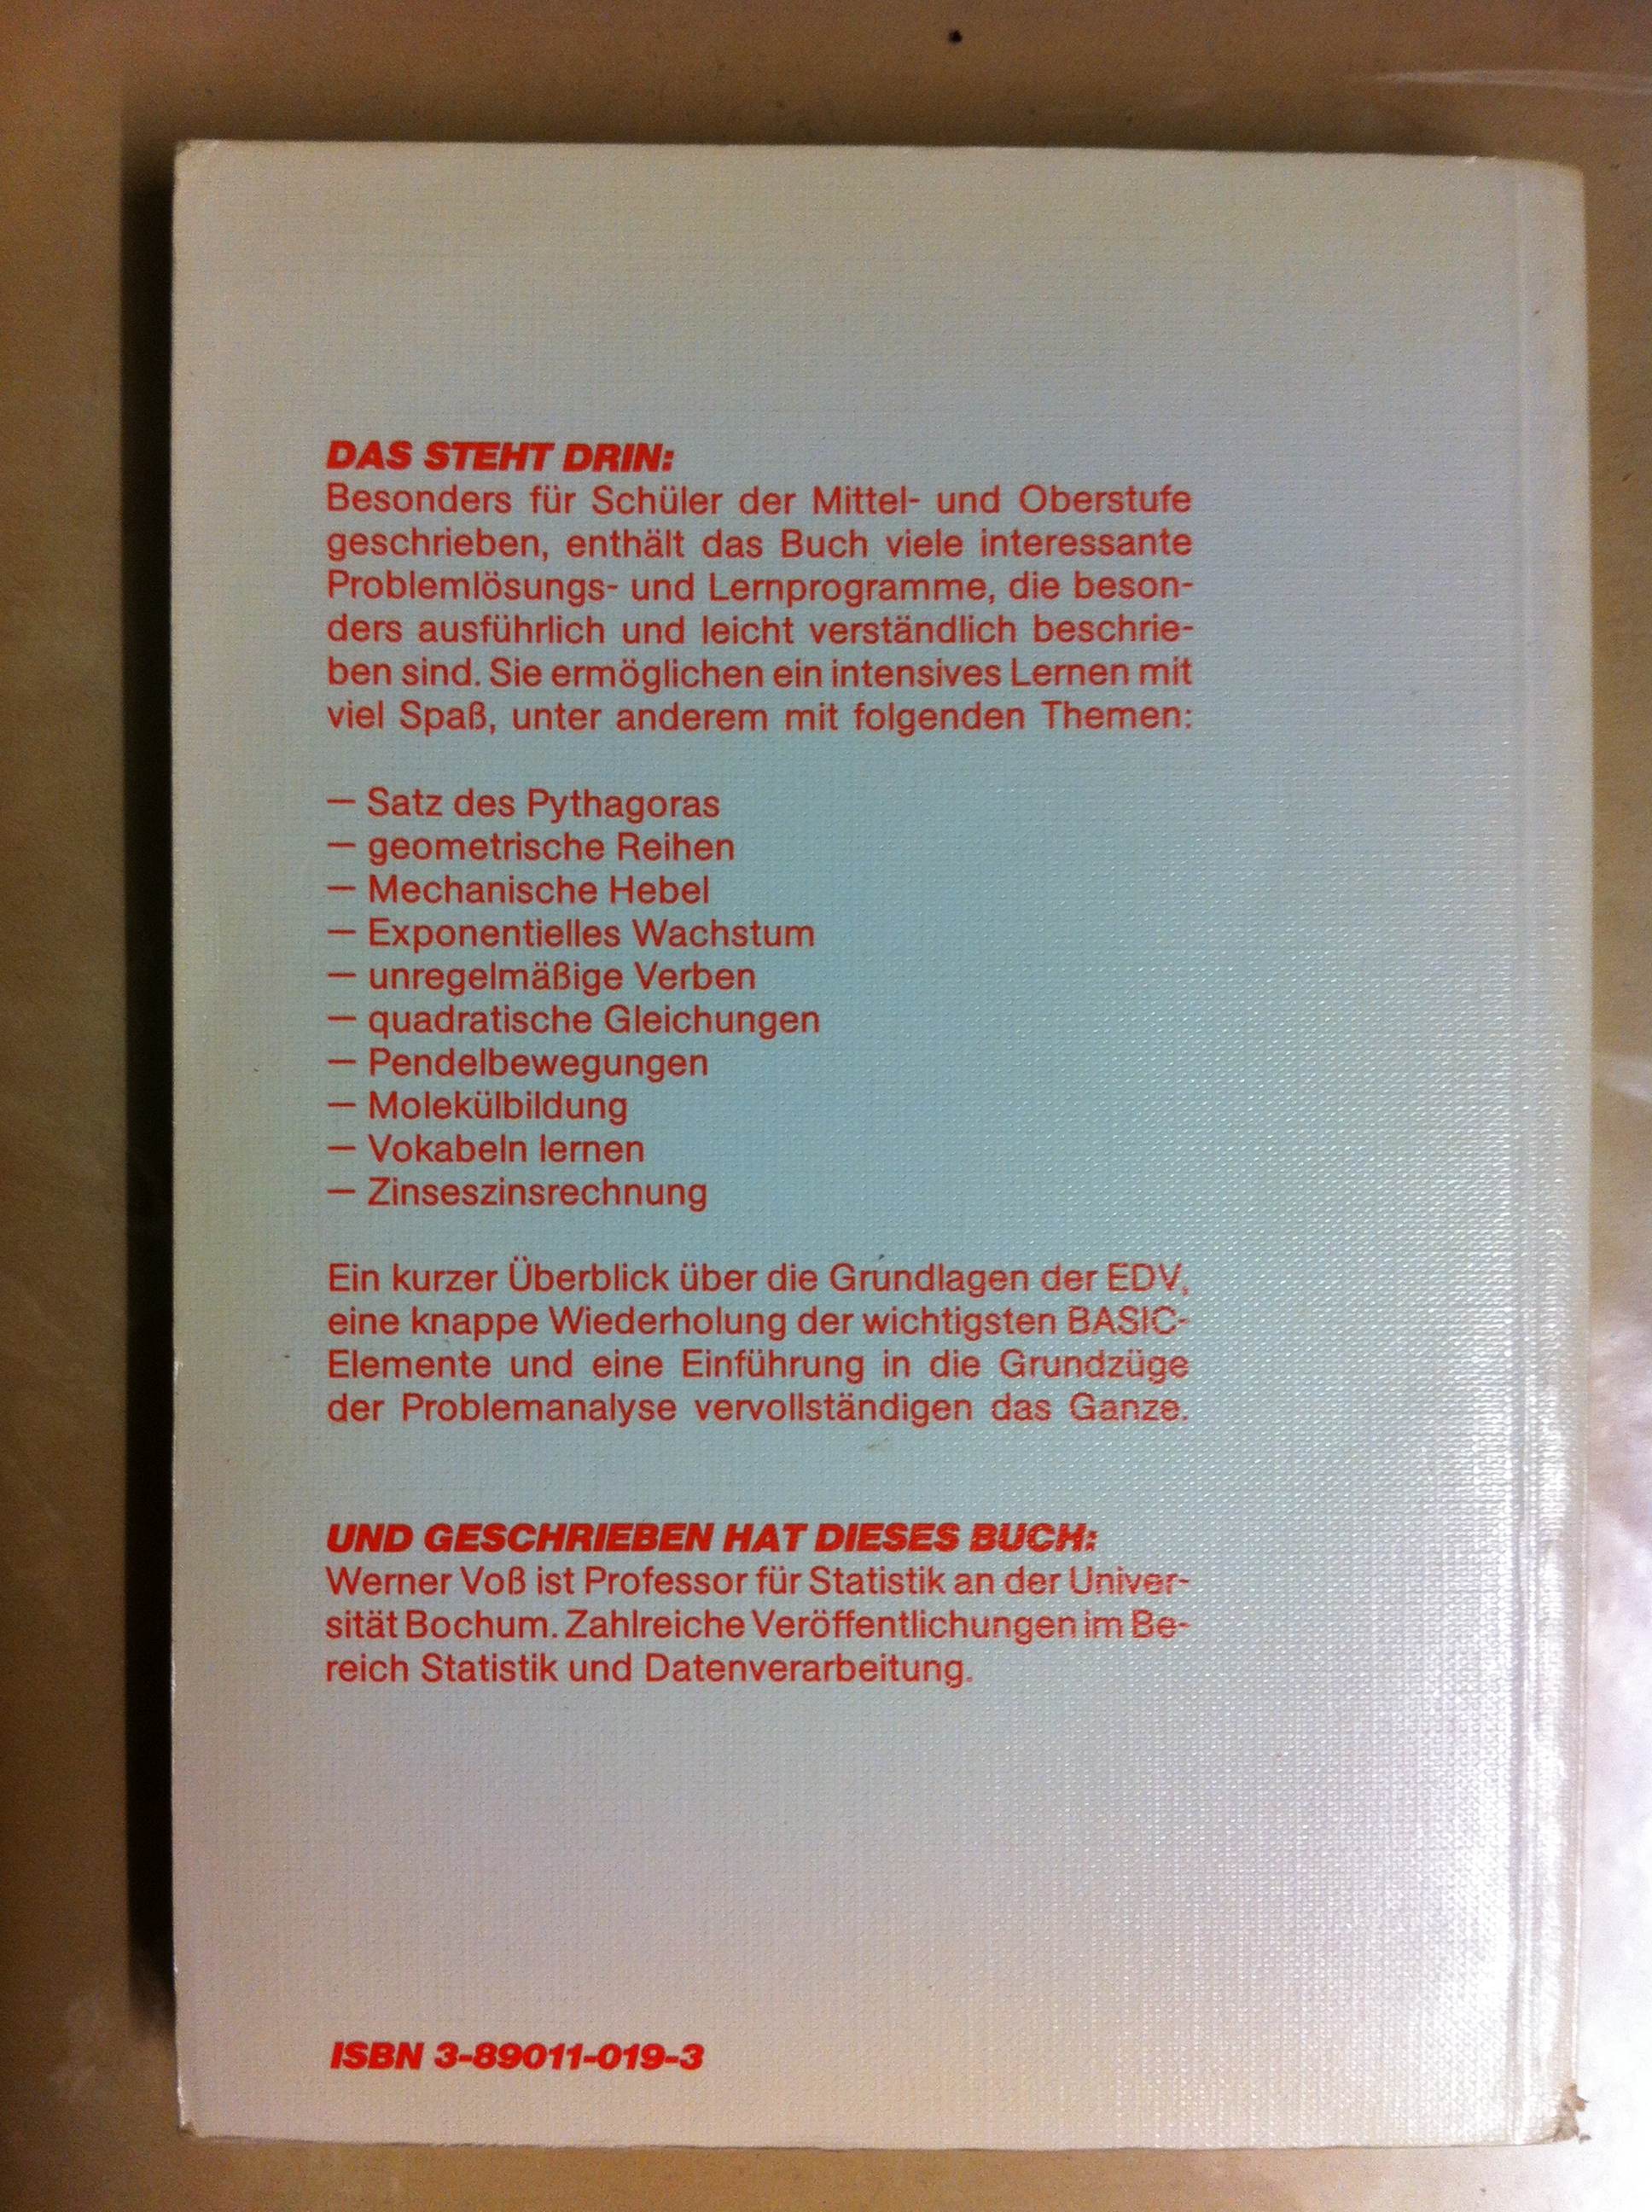 DAS STEHT DRIN:
Besonders für Schüler der Mittel- und Oberstufe
geschrieben, enthält das Buch viele interessante
Problemlösungs- und Lernprogramme, die beson-
ders ausführlich und leicht verständlich beschrie-
ben sind. Sie ermöglichen ein intensives Lernen mit
viel Spaß, unter anderem mit folgenden Themen:
— Satz des Pythagoras
— geometrische Reihen
— Mechanische Hebel
— Exponentielles Wachstum
— unregelmäßige Verben
— quadratische Gleichungen
— Pendelbewegungen
— Molekülbildung
— Vokabeln lernen
— Zinseszinsrechnung
Ein kurzer Überblick über die Grundlagen der EDV,
eine knappe Wiederholung der wichtigsten BASIC-
Elemente und eine Einführung in die Grundzüge
der Problemanalyse vervollständigen das Ganze.
UND GESCHRIEBEN HAT DIESES BUCH:
Werner Voß ist Professor für Statistik an der Univer-
sität Bochum. Zahlreiche Veröffentlichungen im Be-
reich Statistik und Datenverarbeitung.
ISBN 3-89011-019-3